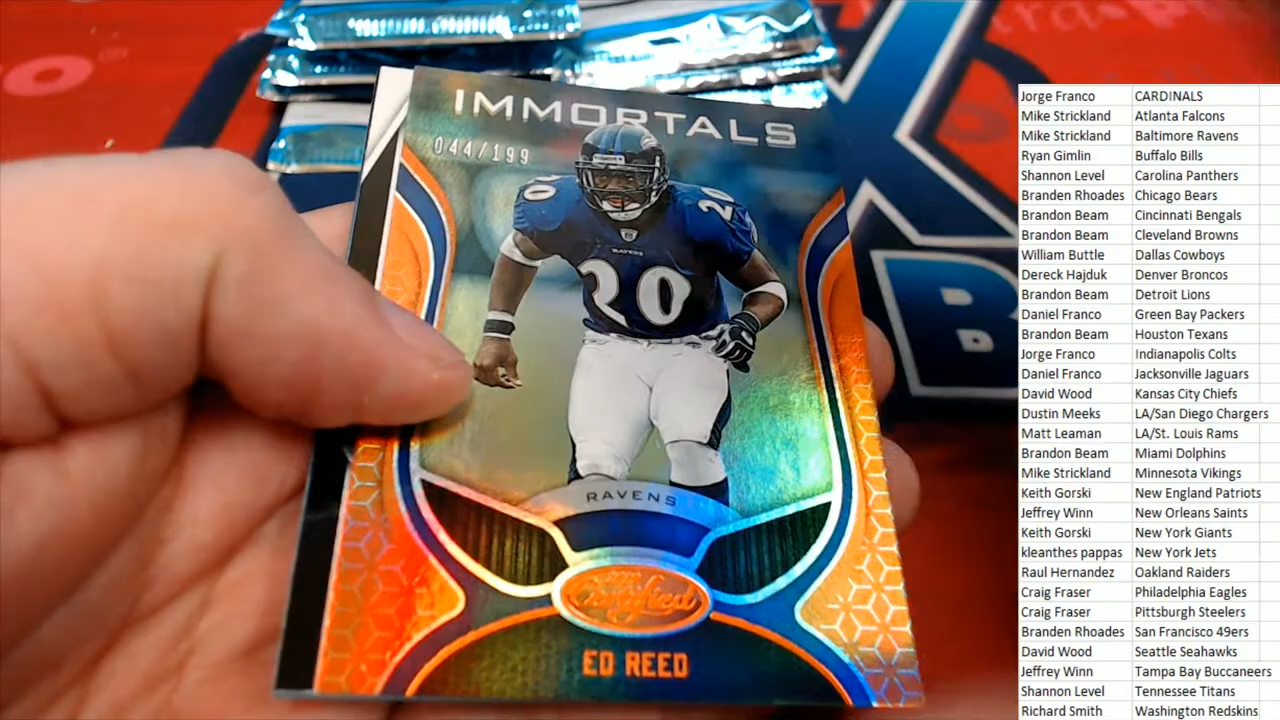 IMMORTALS
044/199
20
20
20
RAVENS
RAVENS
Certified
ED REED
B
Jorge Franco CARDINALS
Mike Strickland Atlanta Falcons
Mike Strickland Baltimore Ravens
Ryan Gimlin Buffalo Bills
Shannon Level Carolina Panthers
Branden Rhoades Chicago Bears
Brandon Beam Cincinnati Bengals
Brandon Beam Cleveland Browns
William Buttle Dallas Cowboys
Dereck Hajduk Denver Broncos
Brandon Beam Detroit Lions
Daniel Franco Green Bay Packers
Brandon Beam Houston Texans
Jorge Franco Indianapolis Colts
Daniel Franco Jacksonville Jaguars
David Wood Kansas City Chiefs
Dustin Meeks LA/San Diego Chargers
Matt Leaman LA/St. Louis Rams
Brandon Beam Miami Dolphins
Mike Strickland Minnesota Vikings
Keith Gorski New England Patriots
Jeffrey Winn New Orleans Saints
Keith Gorski New York Giants
kleanthes pappas New York Jets
Raul Hernandez Oakland Raiders
Craig Fraser Philadelphia Eagles
Craig Fraser Pittsburgh Steelers
Branden Rhoades San Francisco 49ers
David Wood Seattle Seahawks
Jeffrey Winn Tampa Bay Buccaneers
Shannon Level Tennessee Titans
Richard Smith Washington Redskins